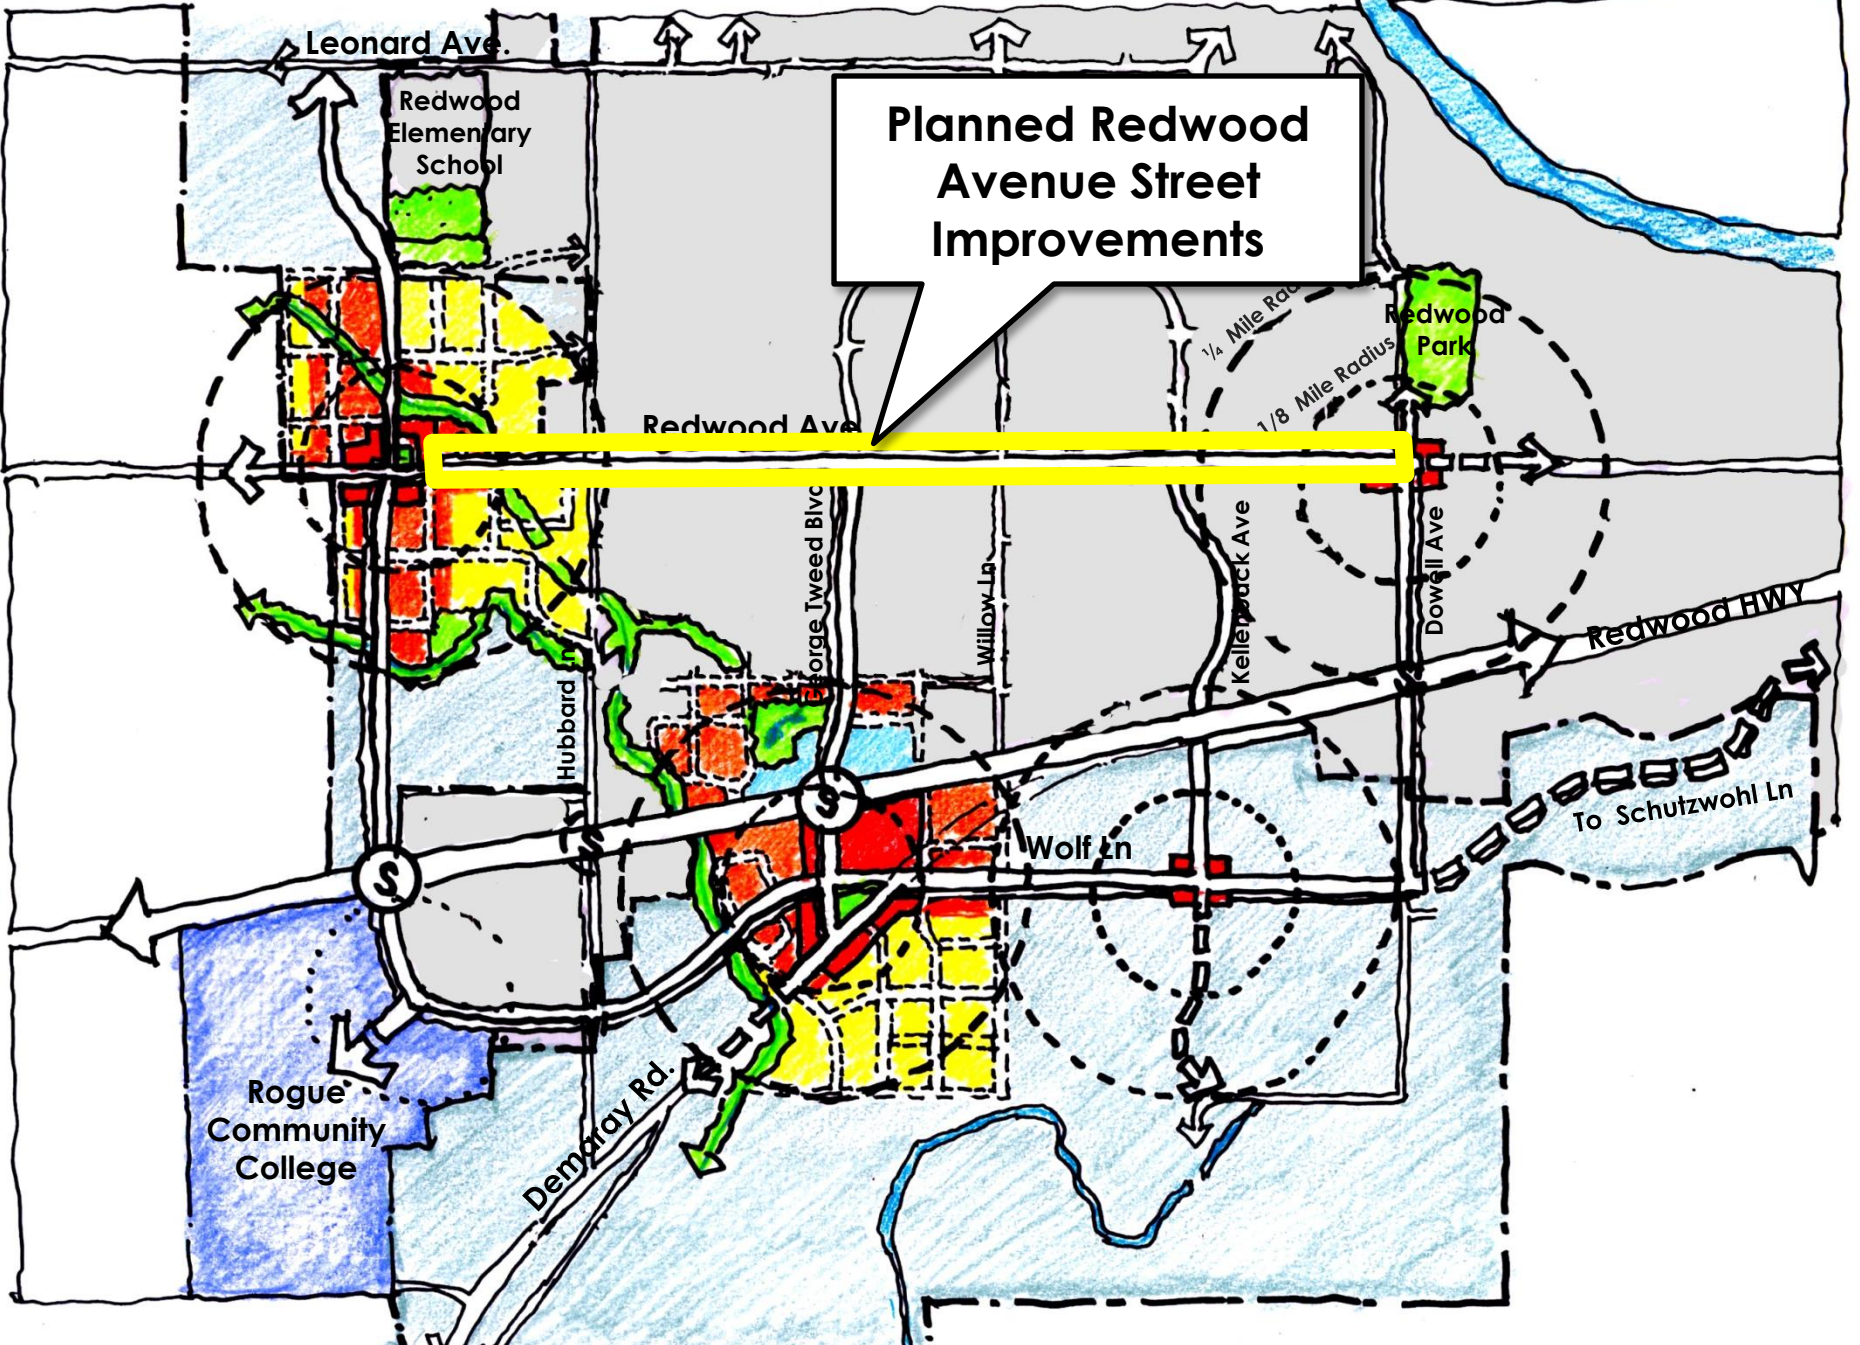 Leonard Ave.
Redwood
Elementary
School
Planned Redwood
Avenue Street
Improvements
¼ Mile Rad
1/8 Mile Radius
Redwood
Park
Redwood Ave
George Tweed Blvd
Willow Ln
Kellenback Ave
Dowell Ave
Redwood HWY
Hubbard Ln
S
S
S
To Schutzwohl Ln
Wolf Ln
Demaray Rd.
Rogue
Community
College